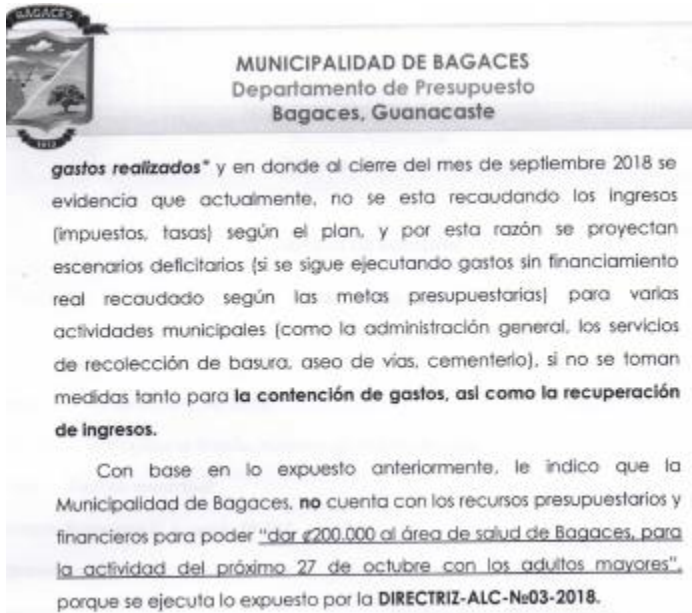 BAGACES
MUNICIPALIDAD DE BAGACES
Departamento de Presupuesto
Bagaces, Guanacaste
gastos realizados" y en donde al cierre del mes de septiembre 2018 se
evidencia que actualmente, no se esta recaudando los ingresos
(impuestos, tasas) según el plan, y por esta razón se proyectan
escenarios deficitarios (si se sigue ejecutando gastos sin financiamiento
real recaudado según las metas presupuestarias) para varias
actividades municipales (como la administración general, los servicios
de recolección de basura, aseo de vías, cementerio), si no se toman
medidas tanto para la contención de gastos, asi como la recuperación
de ingresos.
Con base en lo expuesto anteriormente, le indico que la
Municipalidad de Bagaces, no cuenta con los recursos presupuestarios y
financieros para poder "dar ₡200.000 al área de salud de Bagaces, para
la actividad del próximo 27 de octubre con los adultos mayores",
porque se ejecuta lo expuesto por la DIRECTRIZ-ALC-№03-2018.